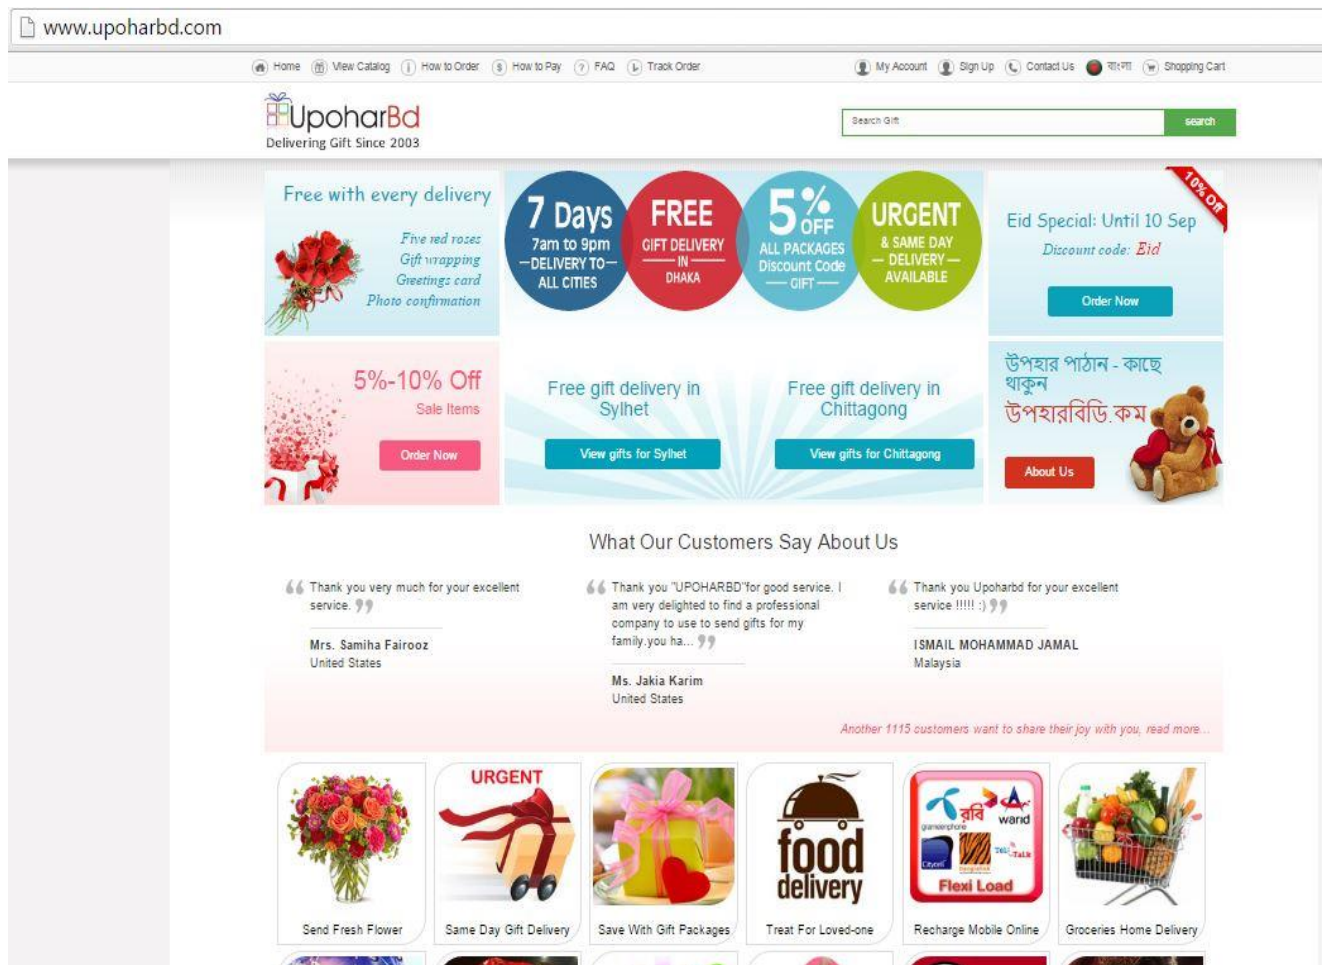 www.upoharbd.com
Home View Catalog How to Order How to Pay FAQ Track Order My Account Sign Up Contact Us বাংলা Shopping Cart
UpoharBd
Delivering Gift Since 2003
Search Gift
search
Free with every delivery
Five red roses
Gift wrapping
Greetings card
Photo confirmation
7 Days
7am to 9pm
DELIVERY TO
ALL CITIES
FREE
GIFT DELIVERY
IN
DHAKA
5% OFF
ALL PACKAGES
Discount Code
GIFT
URGENT
& SAME DAY
DELIVERY
AVAILABLE
10% Off
Eid Special: Until 10 Sep
Discount code: Eid
Order Now
5%-10% Off
Sale Items
Order Now
Free gift delivery in
Sylhet
View gifts for Sylhet
Free gift delivery in
Chittagong
View gifts for Chittagong
উপহার পাঠান - কাছে
থাকুন
উপহারবিডি.কম
About Us
What Our Customers Say About Us
Thank you very much for your excellent
service.
Mrs. Samiha Fairooz
United States
Thank you "UPOHARBD"for good service. I
am very delighted to find a professional
company to use to send gifts for my
family.you ha...
Ms. Jakia Karim
United States
Thank you Upoharbd for your excellent
service !!!!! :)
ISMAIL MOHAMMAD JAMAL
Malaysia
Another 1115 customers want to share their joy with you, read more...
Send Fresh Flower
URGENT
Same Day Gift Delivery
Save With Gift Packages
food
delivery
Treat For Loved-one
grameenphone
রবি
warid
Citycell
Banglalink
TeleTalk
Flexi Load
Recharge Mobile Online
Groceries Home Delivery